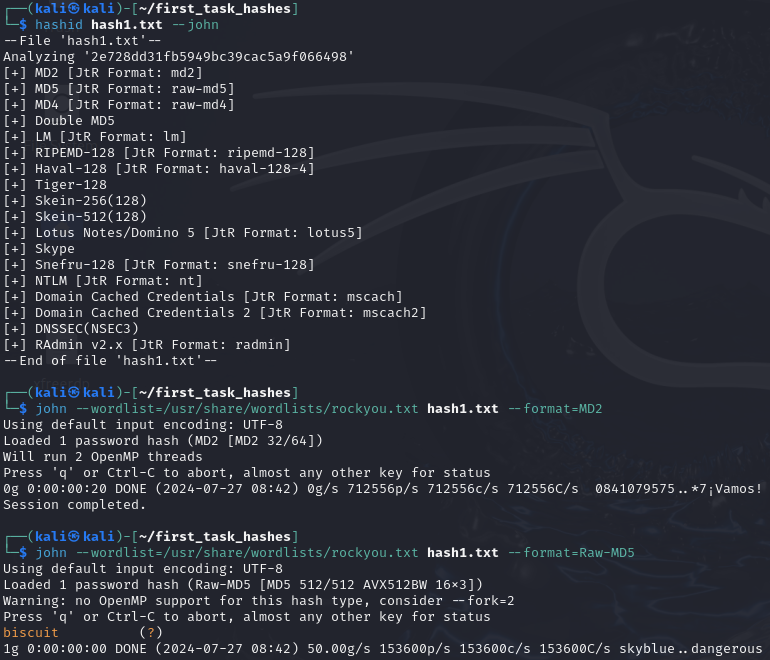 ┌──(kali㉿kali)-[~/first_task_hashes]
└─$ hashid hash1.txt --john
--File 'hash1.txt'--
Analyzing '2e728dd31fb5949bc39cac5a9f066498'
[+] MD2 [JtR Format: md2]
[+] MD5 [JtR Format: raw-md5]
[+] MD4 [JtR Format: raw-md4]
[+] Double MD5
[+] LM [JtR Format: lm]
[+] RIPEMD-128 [JtR Format: ripemd-128]
[+] Haval-128 [JtR Format: haval-128-4]
[+] Tiger-128
[+] Skein-256(128)
[+] Skein-512(128)
[+] Lotus Notes/Domino 5 [JtR Format: lotus5]
[+] Skype
[+] Snefru-128 [JtR Format: snefru-128]
[+] NTLM [JtR Format: nt]
[+] Domain Cached Credentials [JtR Format: mscach]
[+] Domain Cached Credentials 2 [JtR Format: mscach2]
[+] DNSSEC(NSEC3)
[+] RAdmin v2.x [JtR Format: radmin]
--End of file 'hash1.txt'--
┌──(kali㉿kali)-[~/first_task_hashes]
└─$ john --wordlist=/usr/share/wordlists/rockyou.txt hash1.txt --format=MD2
Using default input encoding: UTF-8
Loaded 1 password hash (MD2 [MD2 32/64])
Will run 2 OpenMP threads
Press 'q' or Ctrl-C to abort, almost any other key for status
0g 0:00:00:20 DONE (2024-07-27 08:42) 0g/s 712556p/s 712556c/s 712556C/s  0841079575..*7¡Vamos!
Session completed.
┌──(kali㉿kali)-[~/first_task_hashes]
└─$ john --wordlist=/usr/share/wordlists/rockyou.txt hash1.txt --format=Raw-MD5
Using default input encoding: UTF-8
Loaded 1 password hash (Raw-MD5 [MD5 512/512 AVX512BW 16×3])
Warning: no OpenMP support for this hash type, consider --fork=2
Press 'q' or Ctrl-C to abort, almost any other key for status
biscuit          (?)
1g 0:00:00:00 DONE (2024-07-27 08:42) 50.00g/s 153600p/s 153600c/s 153600C/s skyblue..dangerous